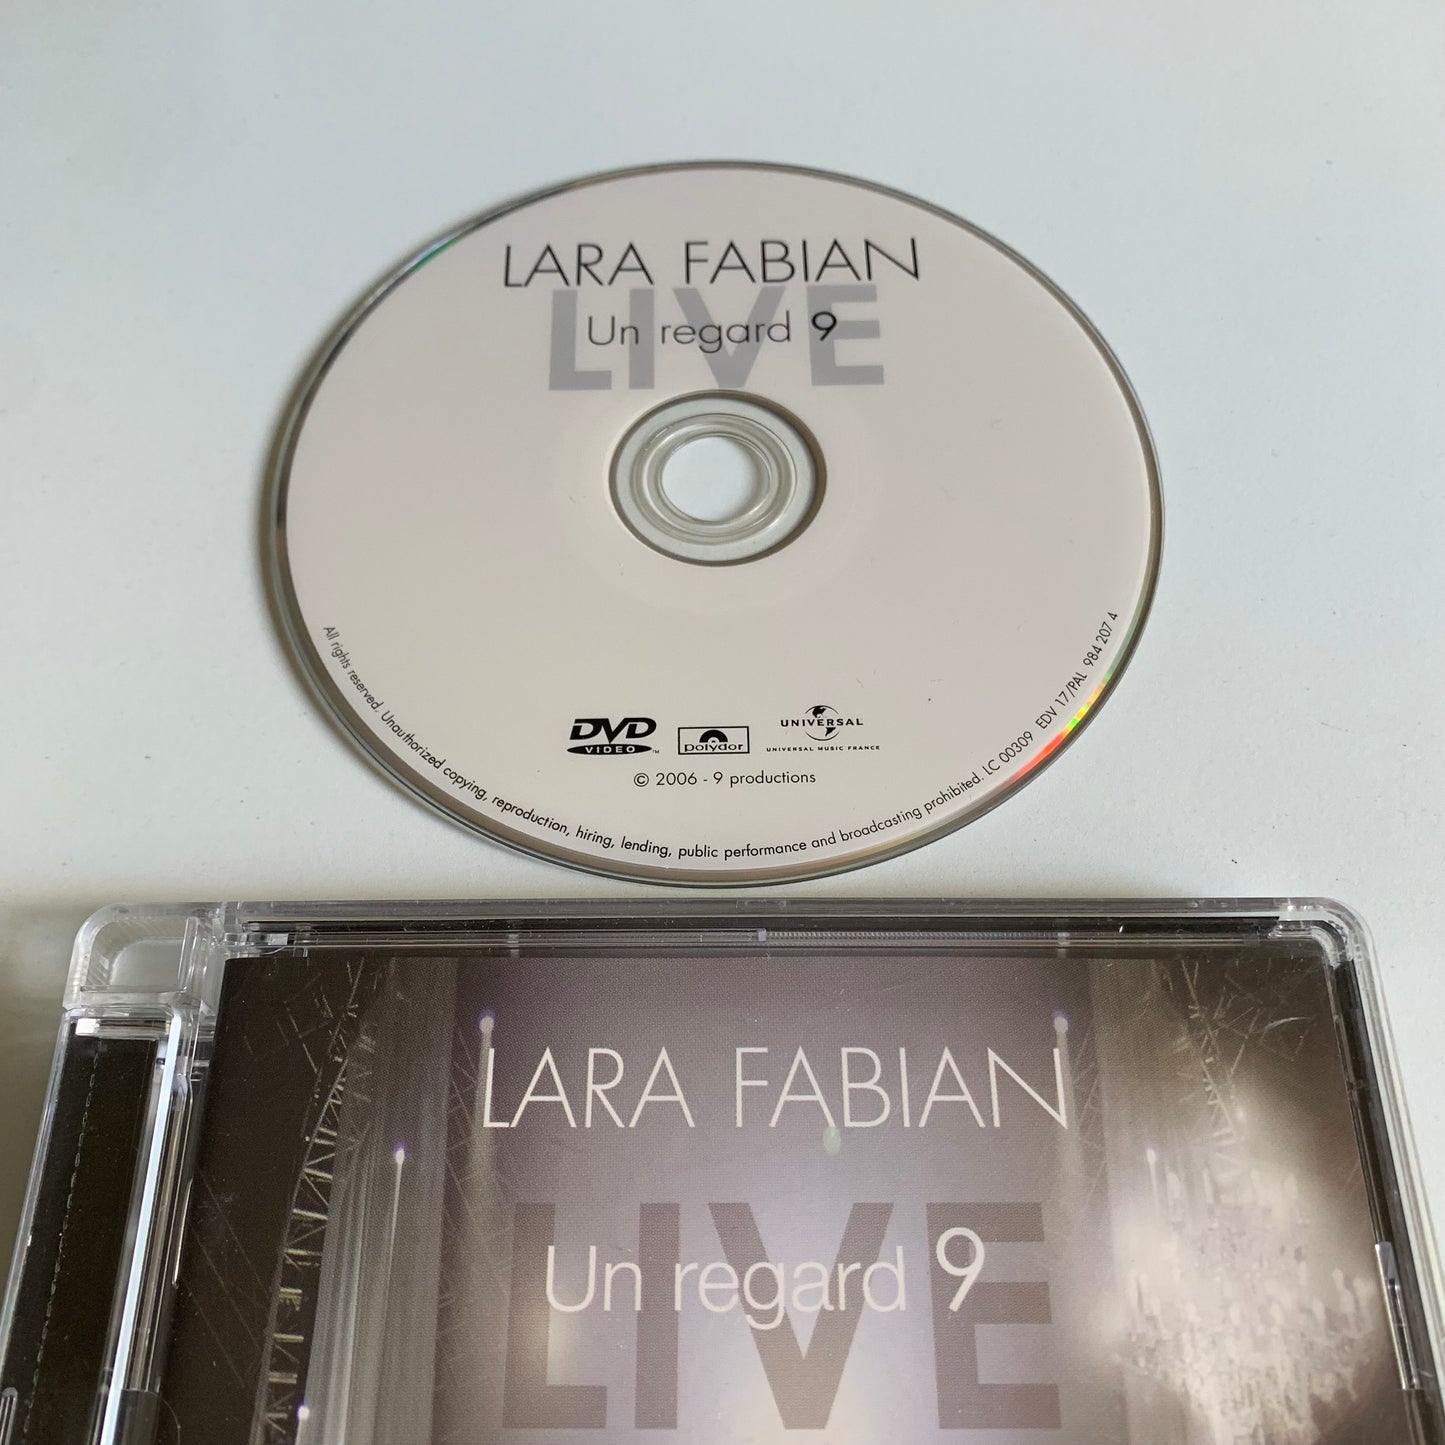 LARA FABIAN
LIVE
Un regard 9
DVD
VIDEO™
polydor
UNIVERSAL
UNIVERSAL MUSIC FRANCE
© 2006 - 9 productions
All rights reserved. Unauthorized copying, reproduction, hiring, lending, public performance and broadcasting prohibited. LC 00309 EDV 17/PAL 984 207 4
LARA FABIAN
LIVE
Un regard 9